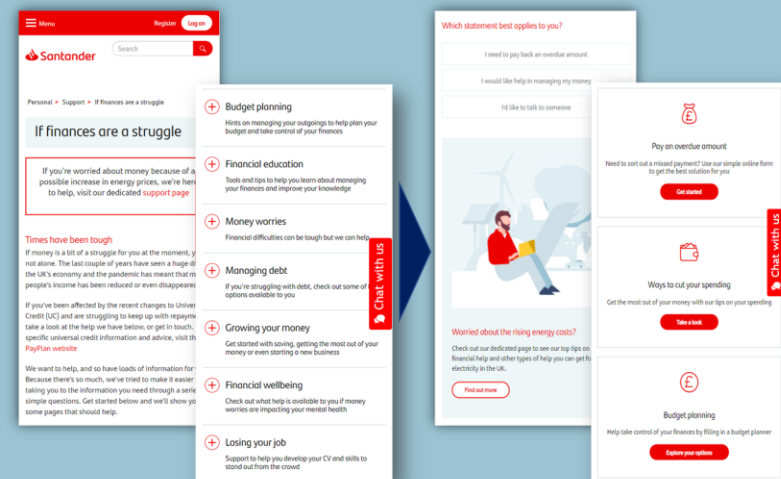 Menu
Register
Log on
Santander
Search
Personal ▸ Support ▸ If finances are a struggle
If finances are a struggle
If you're worried about money because of a
possible increase in energy prices, we're here
to help, visit our dedicated support page
Times have been tough
If money is a bit of a struggle for you at the moment,
not alone. The last couple of years have seen a huge
the UK's economy and the pandemic has meant that
people's income has been reduced or even disappeared
If you've been affected by the recent changes to
Credit (UC) and are struggling to keep up with
take a look at the help we have below, or get in touch.
specific universal credit information and advice, visit
PayPlan website
We want to help, and so have loads of information for
Because there's so much, we've tried to make it easier
taking you to the information you need through a
simple questions. Get started below and we'll show
some pages that should help.
Budget planning
Hints on managing your outgoings to help plan your
budget and take control of your finances
Financial education
Tools and tips to help you learn about managing
your finances and improve your knowledge
Money worries
Financial difficulties can be tough but we can help
Managing debt
If you're struggling with debt, check out some of
options available to you
Growing your money
Get started with saving, getting the most out of your
money or even starting a new business
Financial wellbeing
Check out what help is available to you if money
worries are impacting your mental health
Losing your job
Support to help you develop your CV and skills to
stand out from the crowd
Chat with us
Which statement best applies to you?
I need to pay back an overdue amount
I would like help in managing my money
I'd like to talk to someone
Worried about the rising energy costs?
Check out our dedicated page to see our top tips on
financial help and other types of help you can get
electricity in the UK.
Find out more
£
Pay an overdue amount
Need to sort out a missed payment? Use our simple online form
to get the best solution for you
Get started
Ways to cut your spending
Get the most out of your money with our tips on your spending
Take a look
£
Budget planning
Help take control of your finances by filling in a budget planner
Explore your options
Chat with us